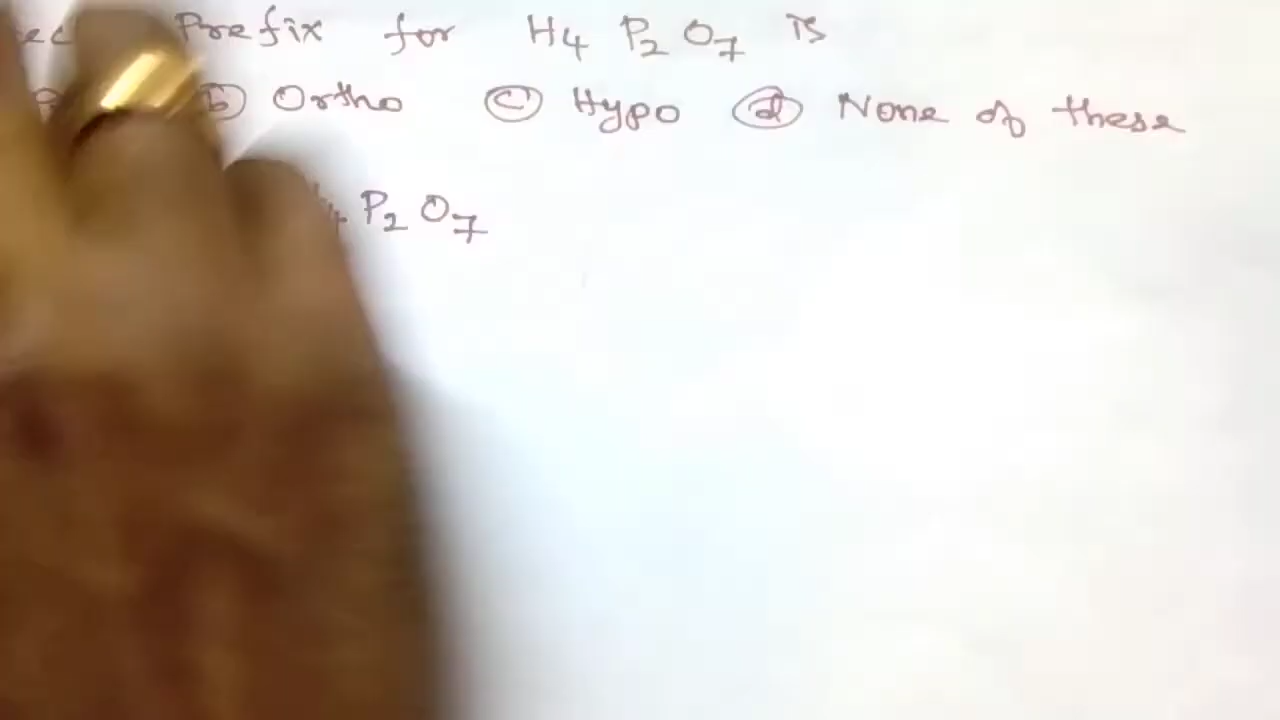 Prefix for H4 P2 O7 is
b Ortho c Hypo d None of these
P2 O7